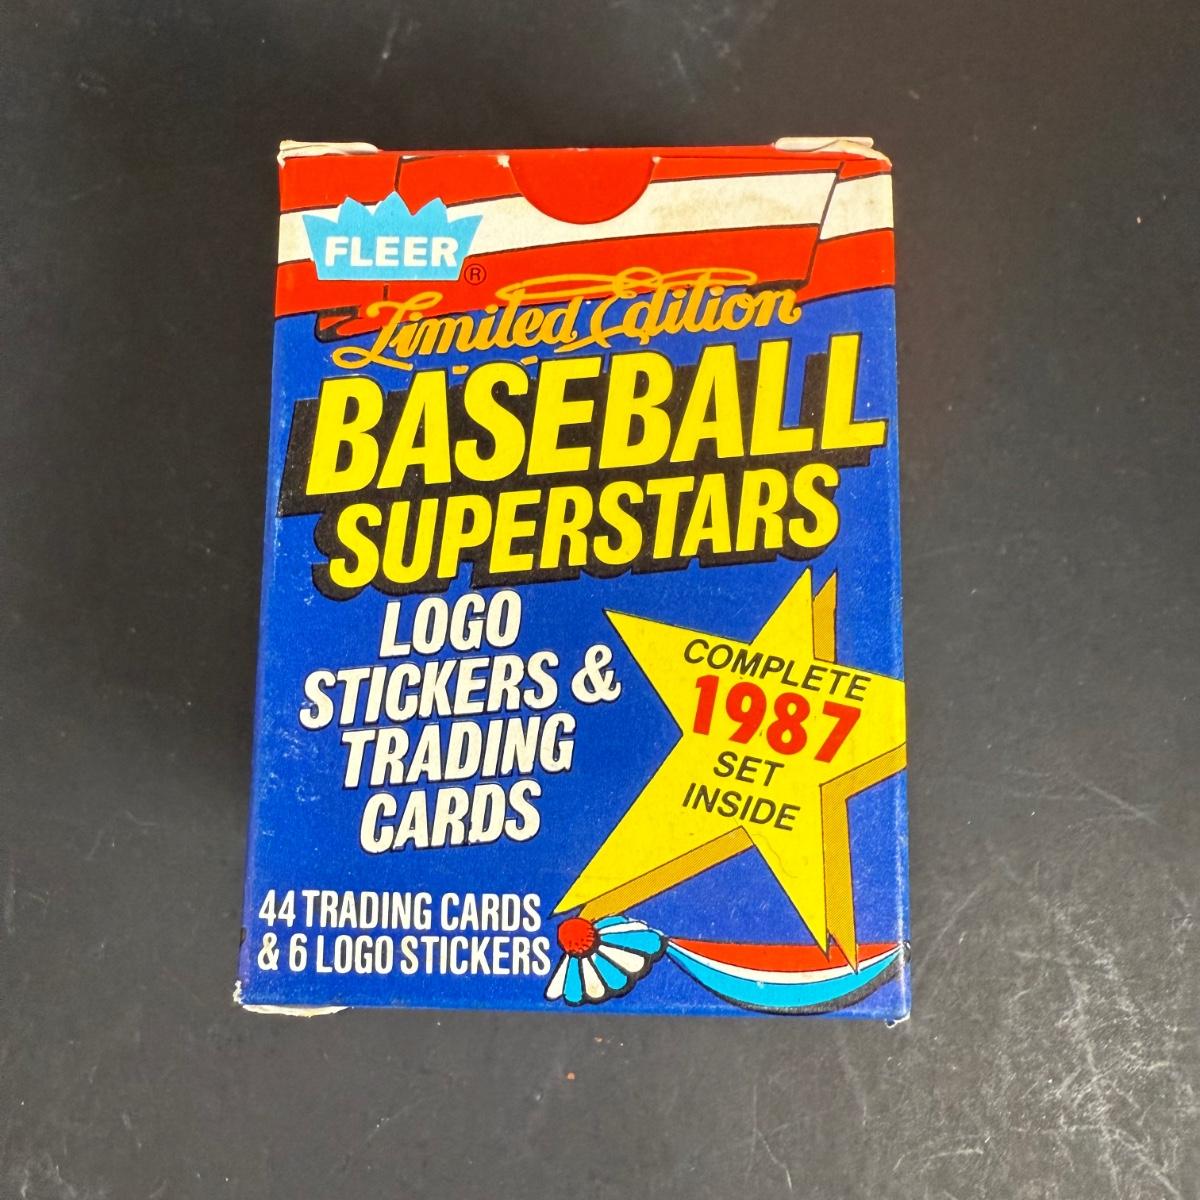 FLEER®
Limited Edition
BASEBALL
SUPERSTARS
LOGO
STICKERS &
TRADING
CARDS
COMPLETE
1987
SET
INSIDE
44 TRADING CARDS
& 6 LOGO STICKERS